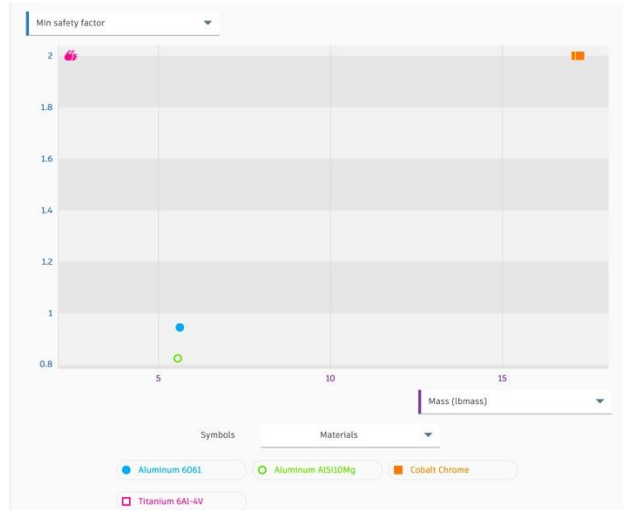 Min safety factor
2
1.8
1.6
1.4
1.2
1
0.8
5 10 15
Mass (lbmass)
Symbols Materials
Aluminum 6061 Aluminum AlSi10Mg Cobalt Chrome
Titanium 6Al-4V